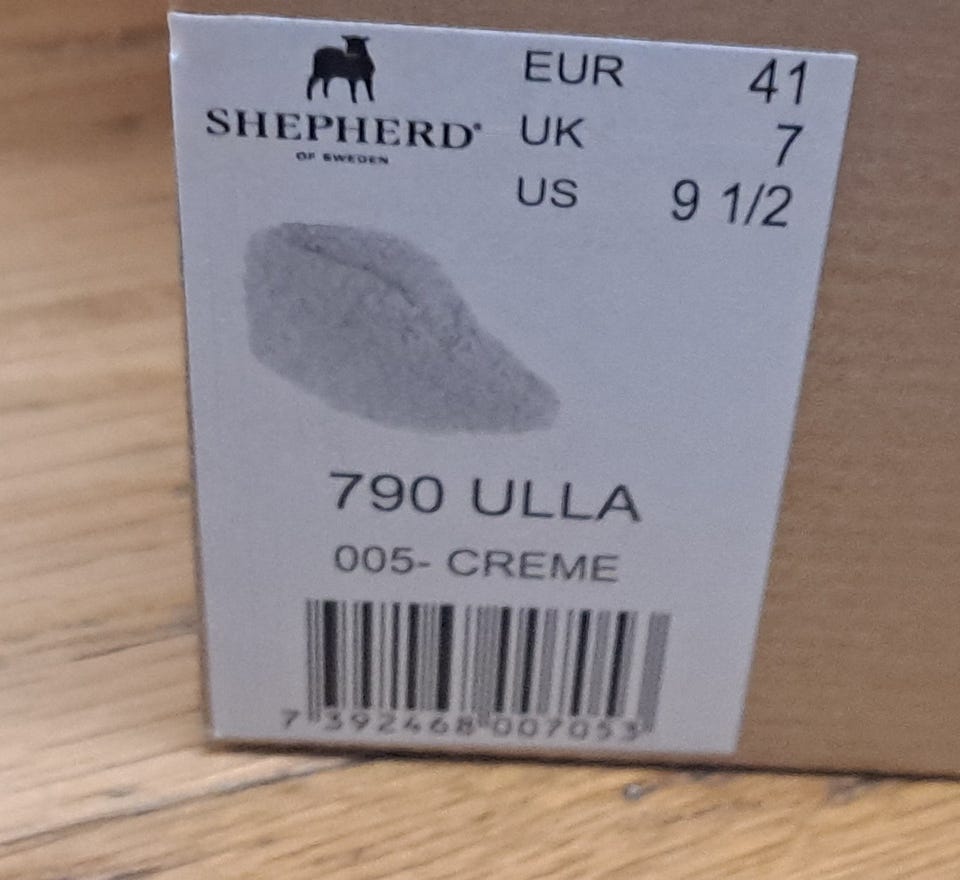 SHEPHERD®
OF SWEDEN
EUR 41
UK 7
US 9 1/2
790 ULLA
005- CREME
7 392468 007053